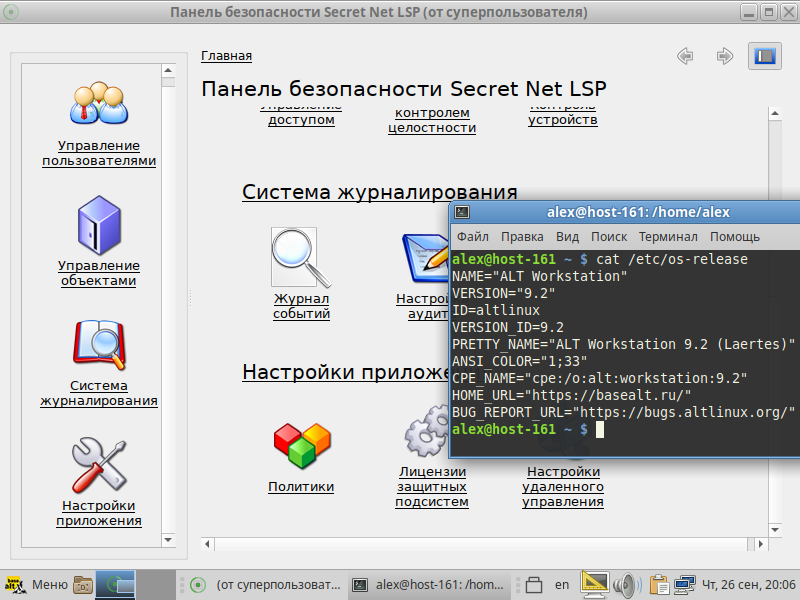 Панель безопасности Secret Net LSP (от суперпользователя)
Управление
пользователями
Управление
объектами
Система
журналирования
Настройки
приложения
Главная
Панель безопасности Secret Net LSP
Управление
доступом
контролем
целостности
Контроль
устройств
Система журналирования
Журнал
событий
Настрой
аудит
Настройки приложе
Политики
Лицензии
защитных
подсистем
Настройки
удаленного
управления
alex@host-161: /home/alex
Файл Правка Вид Поиск Терминал Помощь
alex@host-161 ~ $ cat /etc/os-release
NAME="ALT Workstation"
VERSION="9.2"
ID=altlinux
VERSION_ID=9.2
PRETTY_NAME="ALT Workstation 9.2 (Laertes)"
ANSI_COLOR="1;33"
CPE_NAME="cpe:/o:alt:workstation:9.2"
HOME_URL="https://basealt.ru/"
BUG_REPORT_URL="https://bugs.altlinux.org/"
alex@host-161 ~ $
Меню (от суперпользоват... alex@host-161: /hom... en Чт, 26 сен, 20:06